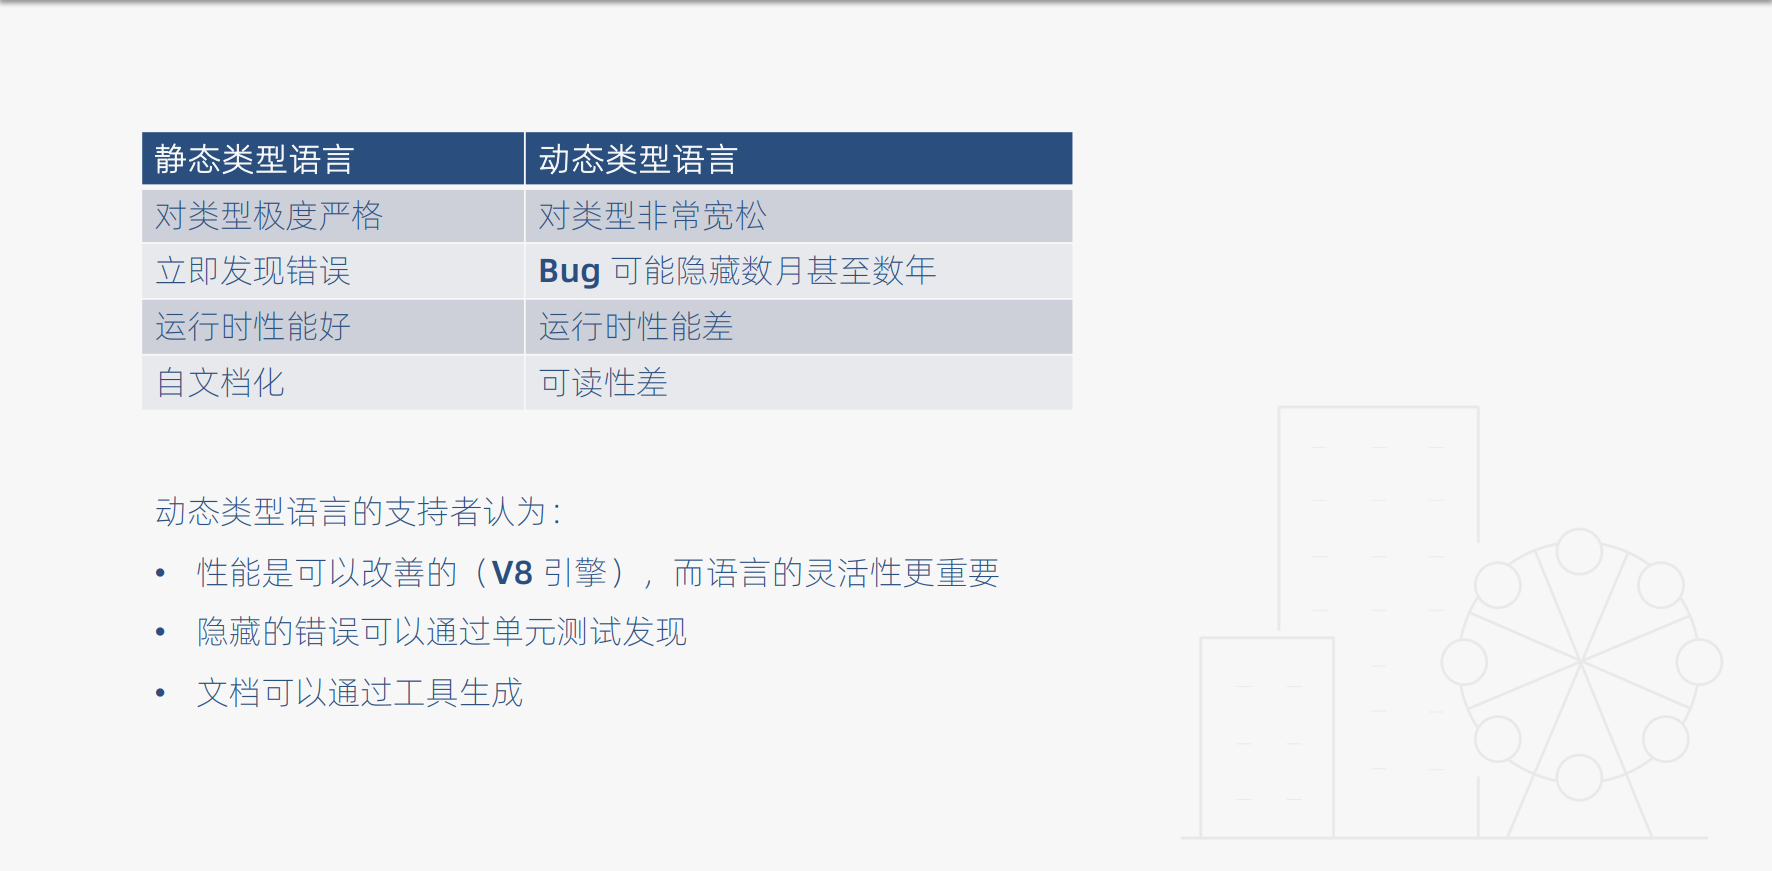 静态类型语言 动态类型语言
对类型极度严格 对类型非常宽松
立即发现错误 Bug 可能隐藏数月甚至数年
运行时性能好 运行时性能差
自文档化 可读性差
动态类型语言的支持者认为：
• 性能是可以改善的（V8 引擎），而语言的灵活性更重要
• 隐藏的错误可以通过单元测试发现
• 文档可以通过工具生成